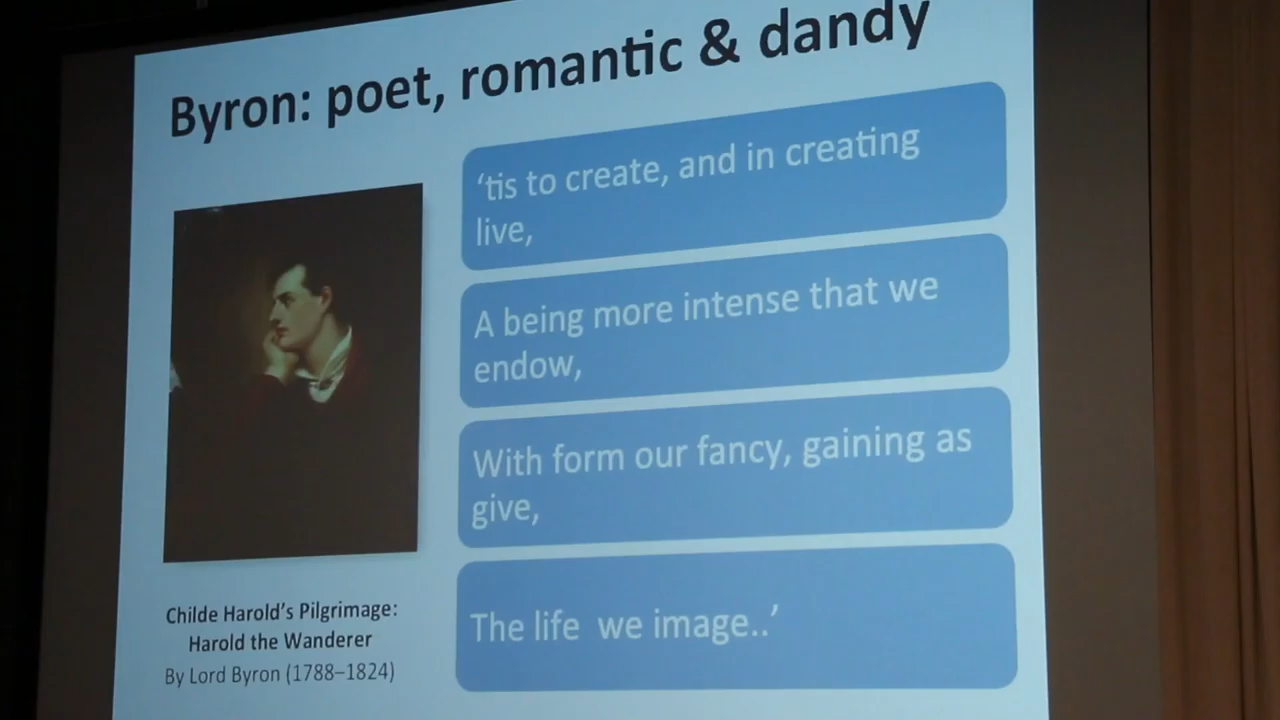 Byron: poet, romantic & dandy
‘tis to create, and in creating
live,
A being more intense that we
endow,
With form our fancy, gaining as
give,
The life we image..’
Childe Harold’s Pilgrimage:
Harold the Wanderer
By Lord Byron (1788–1824)